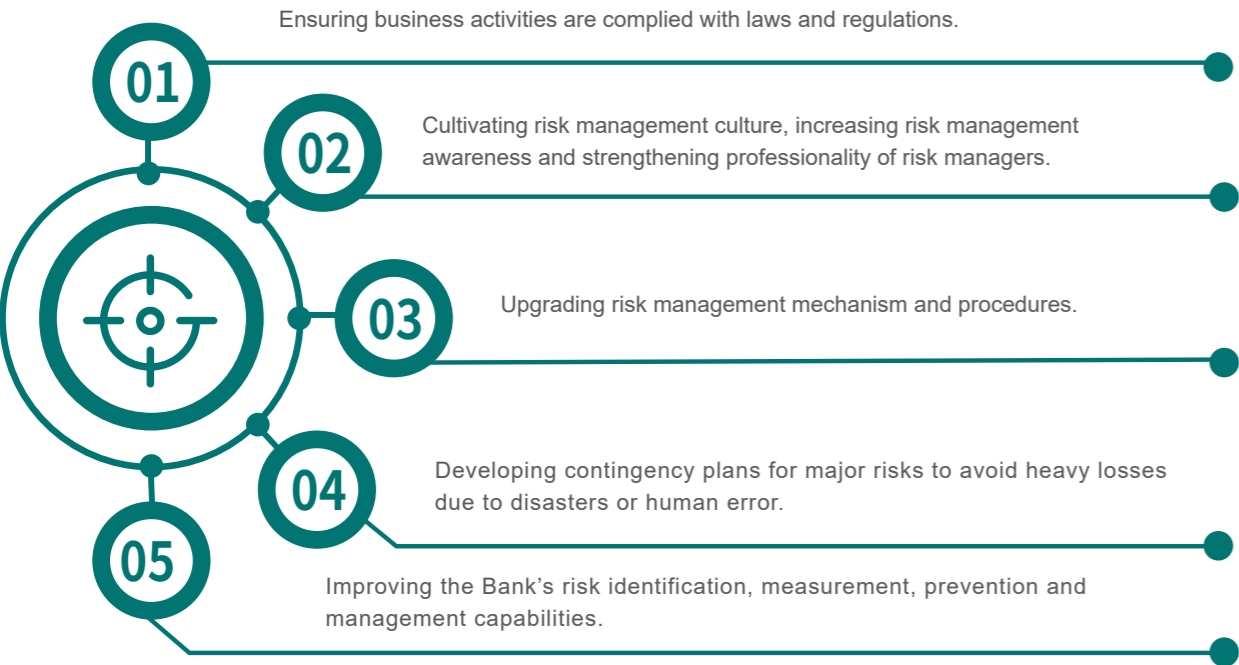 Ensuring business activities are complied with laws and regulations.
01
Cultivating risk management culture, increasing risk management
awareness and strengthening professionality of risk managers.
02
Upgrading risk management mechanism and procedures.
03
Developing contingency plans for major risks to avoid heavy losses
due to disasters or human error.
04
Improving the Bank’s risk identification, measurement, prevention and
management capabilities.
05